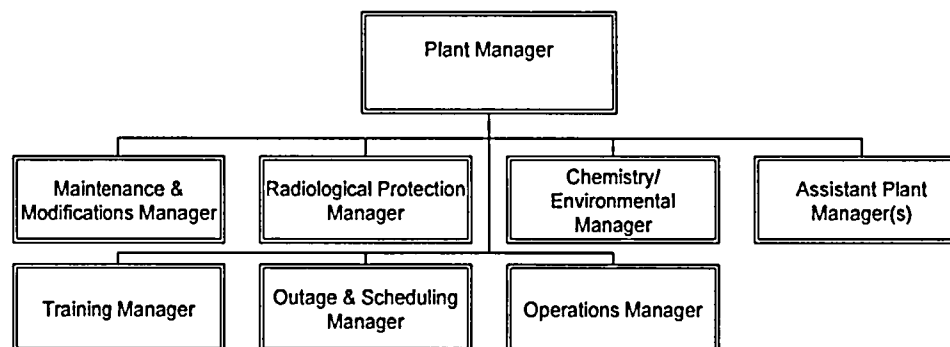 Plant Manager
Maintenance &
Modifications Manager
Radiological Protection
Manager
Chemistry/
Environmental
Manager
Assistant Plant
Manager(s)
Training Manager
Outage & Scheduling
Manager
Operations Manager